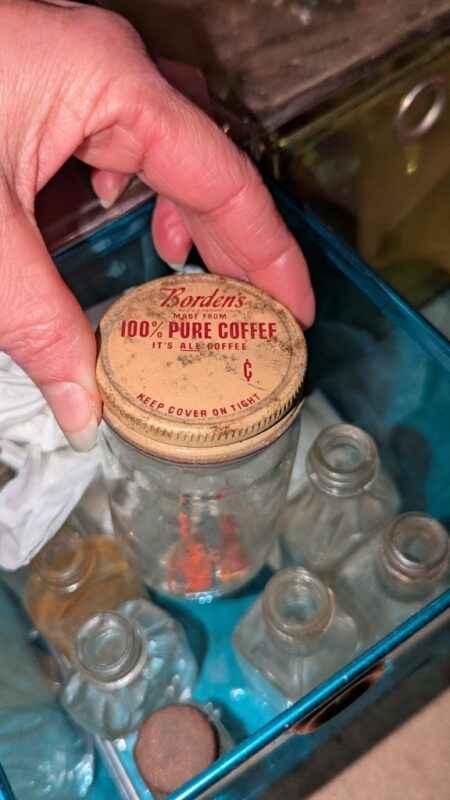 Borden's
MADE FROM
100% PURE COFFEE
IT'S ALL COFFEE
¢
KEEP COVER ON TIGHT